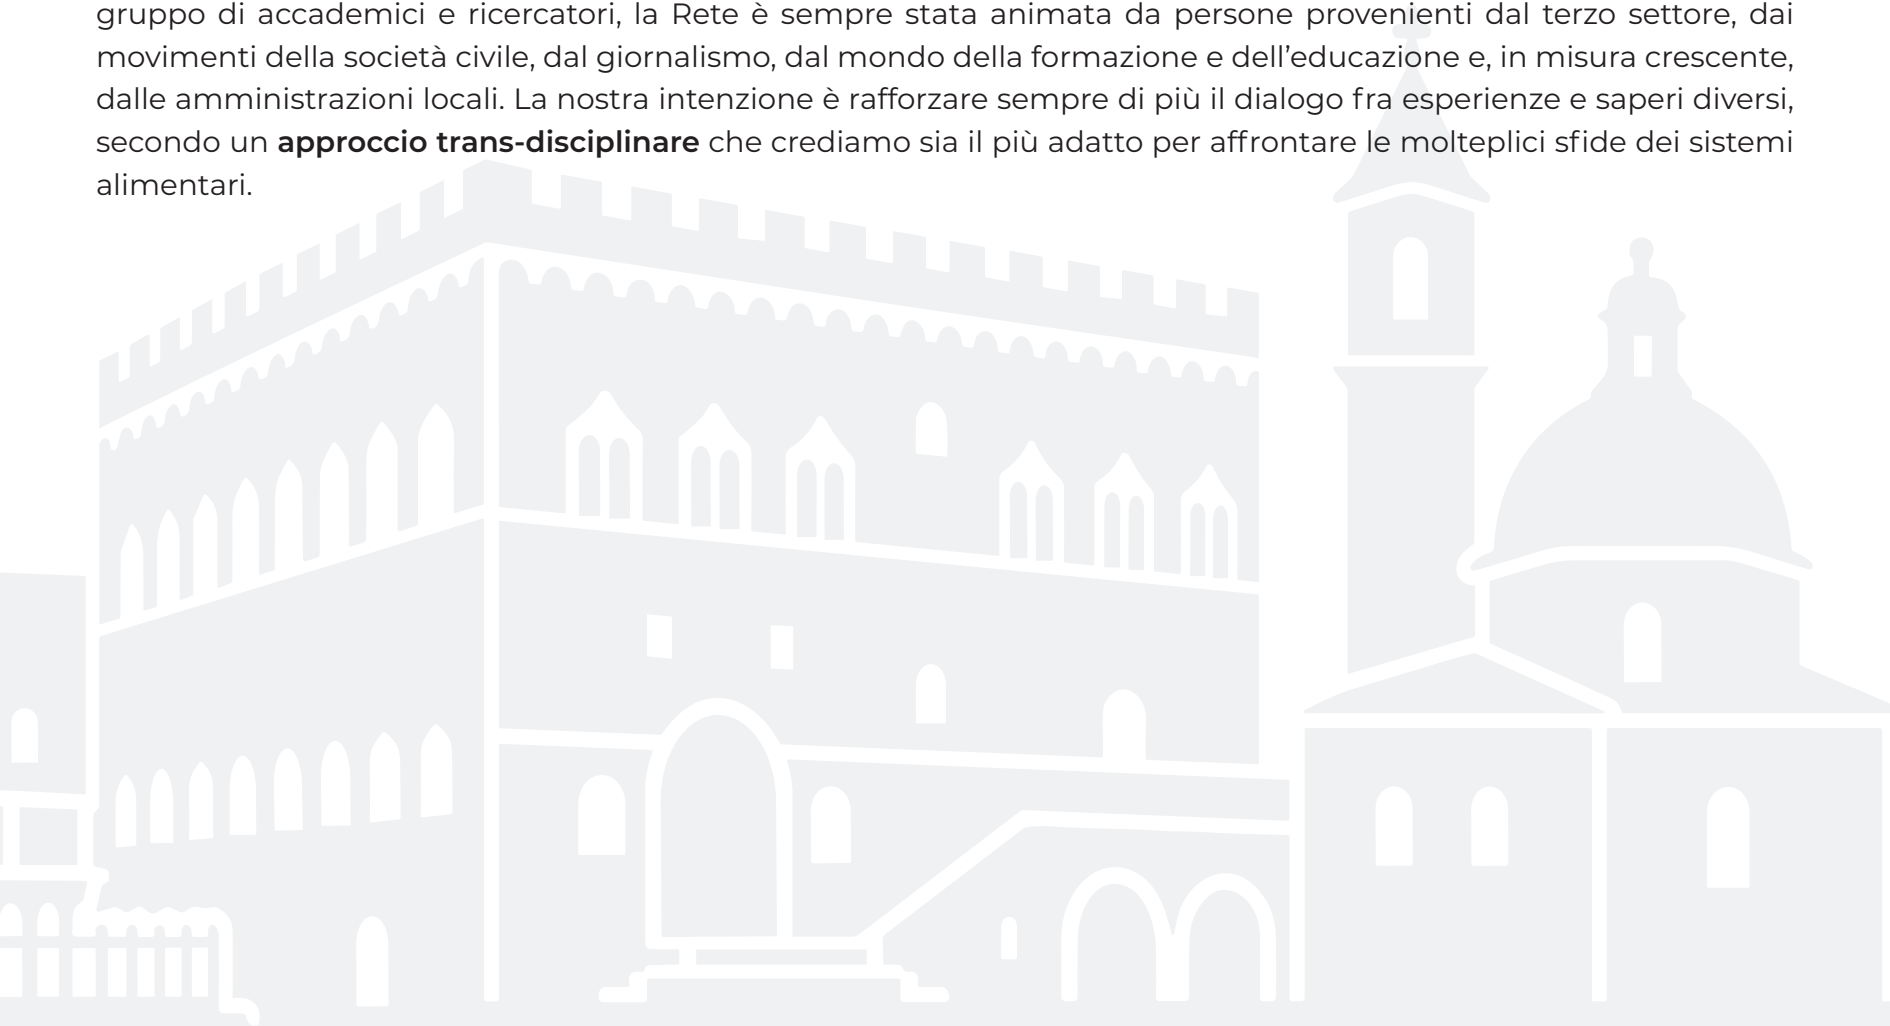 gruppo di accademici e ricercatori, la Rete è sempre stata animata da persone provenienti dal terzo settore, dai
movimenti della società civile, dal giornalismo, dal mondo della formazione e dell’educazione e, in misura crescente,
dalle amministrazioni locali. La nostra intenzione è rafforzare sempre di più il dialogo fra esperienze e saperi diversi,
secondo un approccio trans-disciplinare che crediamo sia il più adatto per affrontare le molteplici sfide dei sistemi
alimentari.